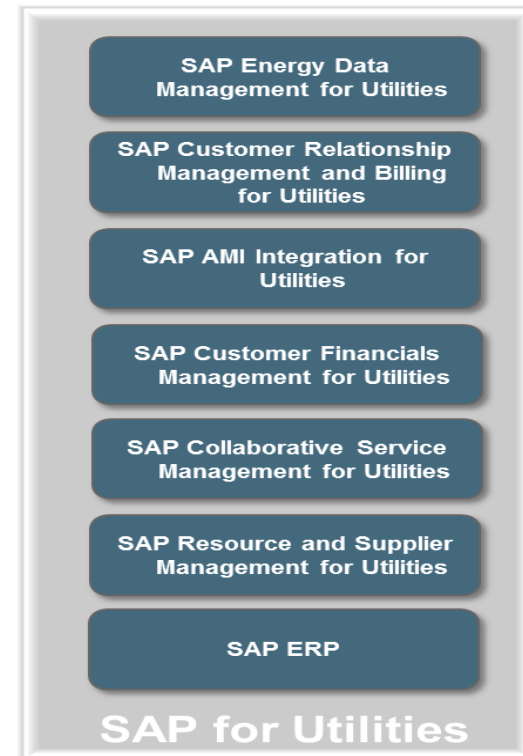 SAP Energy Data
Management for Utilities
SAP Customer Relationship
Management and Billing
for Utilities
SAP AMI Integration for
Utilities
SAP Customer Financials
Management for Utilities
SAP Collaborative Service
Management for Utilities
SAP Resource and Supplier
Management for Utilities
SAP ERP
SAP for Utilities